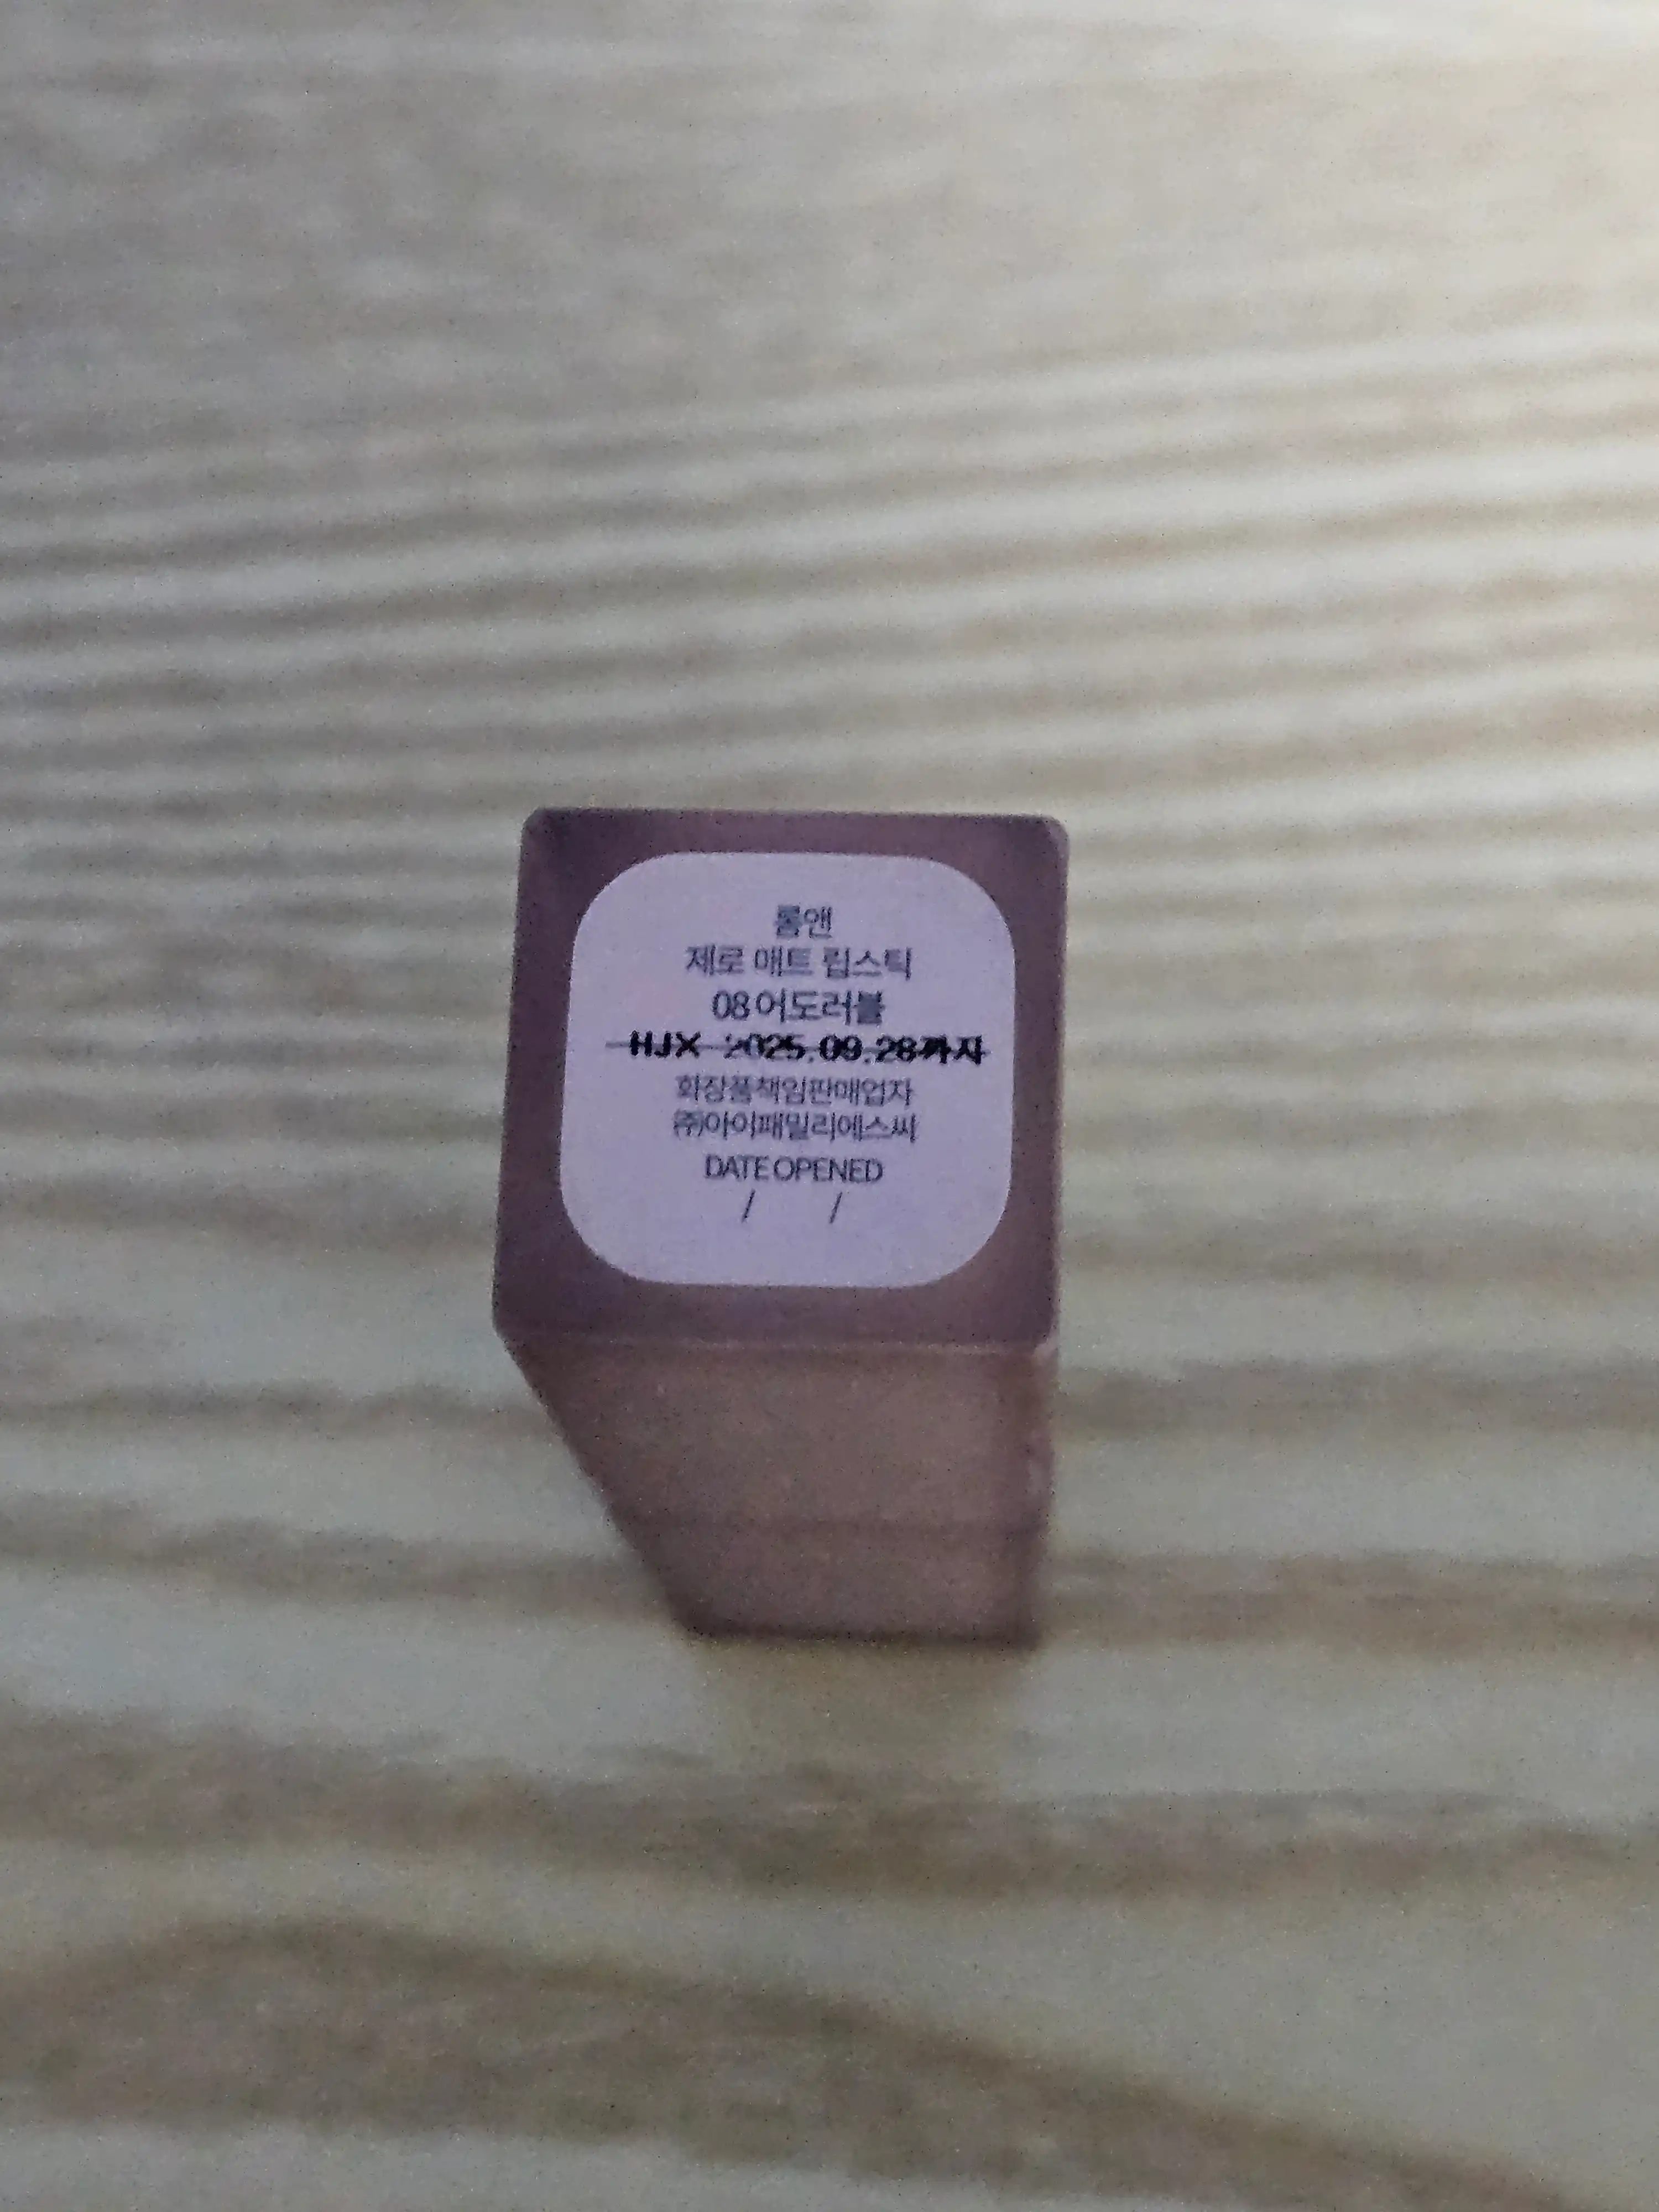 롬앤
제로 매트 립스틱
08 어도러블
HJX 2025.09.28까지
화장품책임판매업자
㈜아이패밀리에스씨
DATE OPENED
/ /